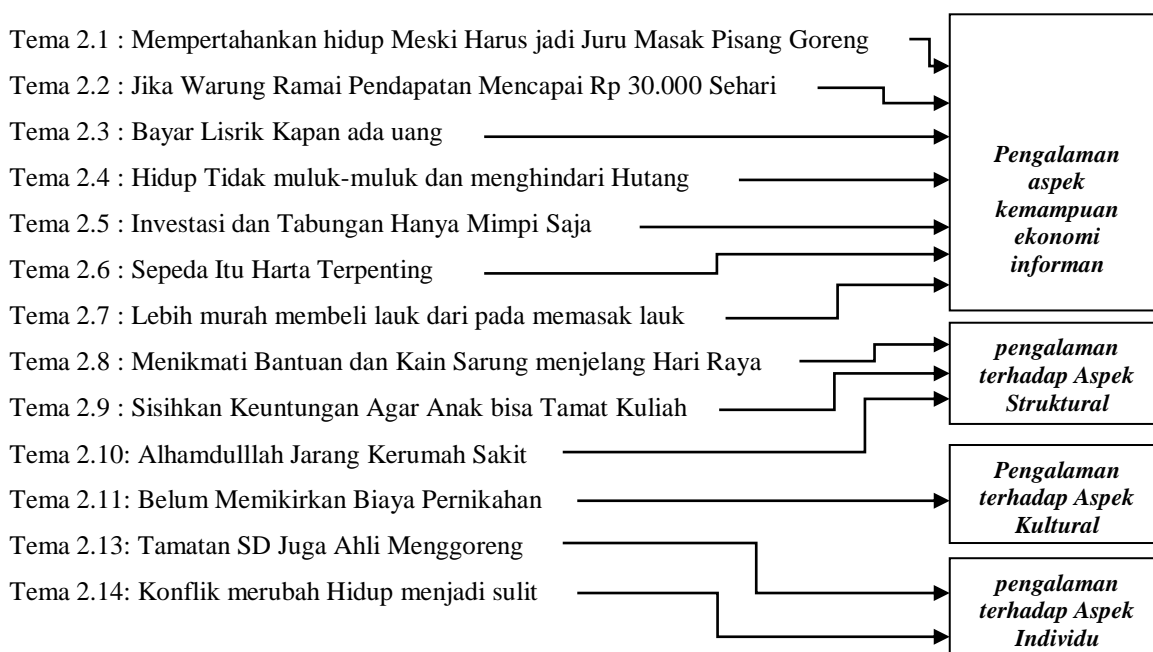 Tema 2.1 : Mempertahankan hidup Meski Harus jadi Juru Masak Pisang Goreng
Tema 2.2 : Jika Warung Ramai Pendapatan Mencapai Rp 30.000 Sehari
Tema 2.3 : Bayar Lisrik Kapan ada uang
Tema 2.4 : Hidup Tidak muluk-muluk dan menghindari Hutang
Tema 2.5 : Investasi dan Tabungan Hanya Mimpi Saja
Tema 2.6 : Sepeda Itu Harta Terpenting
Tema 2.7 : Lebih murah membeli lauk dari pada memasak lauk
Tema 2.8 : Menikmati Bantuan dan Kain Sarung menjelang Hari Raya
Tema 2.9 : Sisihkan Keuntungan Agar Anak bisa Tamat Kuliah
Tema 2.10: Alhamdulllah Jarang Kerumah Sakit
Tema 2.11: Belum Memikirkan Biaya Pernikahan
Tema 2.13: Tamatan SD Juga Ahli Menggoreng
Tema 2.14: Konflik merubah Hidup menjadi sulit
Pengalaman
aspek
kemampuan
ekonomi
informan
pengalaman
terhadap Aspek
Struktural
Pengalaman
terhadap Aspek
Kultural
pengalaman
terhadap Aspek
Individu